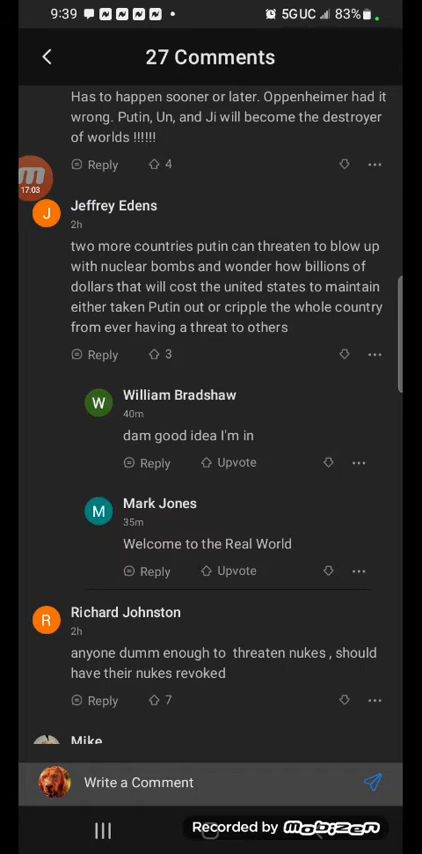 9:39 5GUC 83%
27 Comments
Has to happen sooner or later. Oppenheimer had it
wrong. Putin, Un, and Ji will become the destroyer
of worlds !!!!!!
Reply 4
17:03
J Jeffrey Edens
2h
two more countries putin can threaten to blow up
with nuclear bombs and wonder how billions of
dollars that will cost the united states to maintain
either taken Putin out or cripple the whole country
from ever having a threat to others
Reply 3
W William Bradshaw
40m
dam good idea I'm in
Reply Upvote
M Mark Jones
35m
Welcome to the Real World
Reply Upvote
R Richard Johnston
2h
anyone dumm enough to threaten nukes , should
have their nukes revoked
Reply 7
Mike
Write a Comment
Recorded by Mobizen